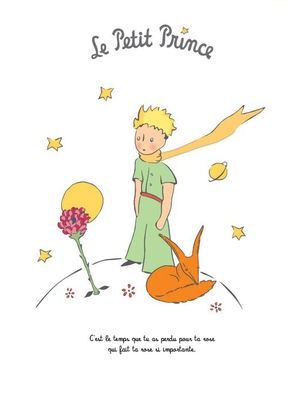 Le Petit Prince
C'est le temps que tu as perdu pour ta rose
qui fait ta rose si importante.